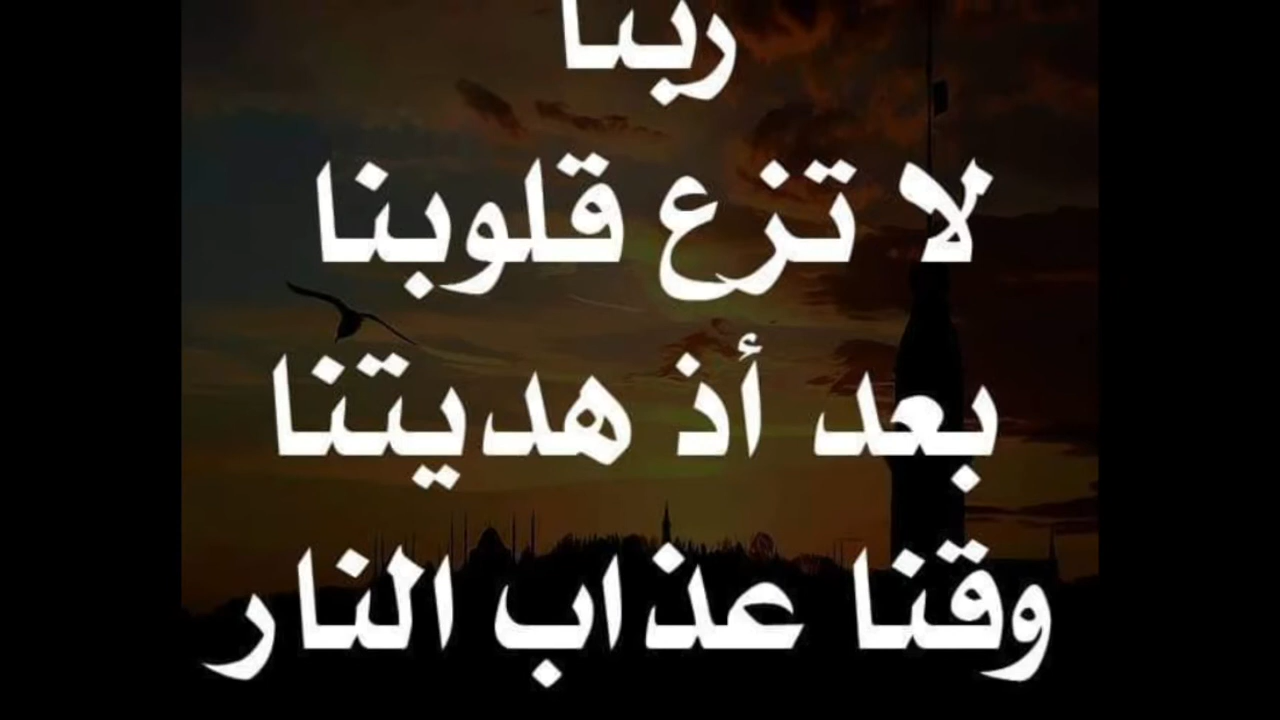 ربنا
لا تزع قلوبنا
بعد أذ هديتنا
وقنا عذاب النار